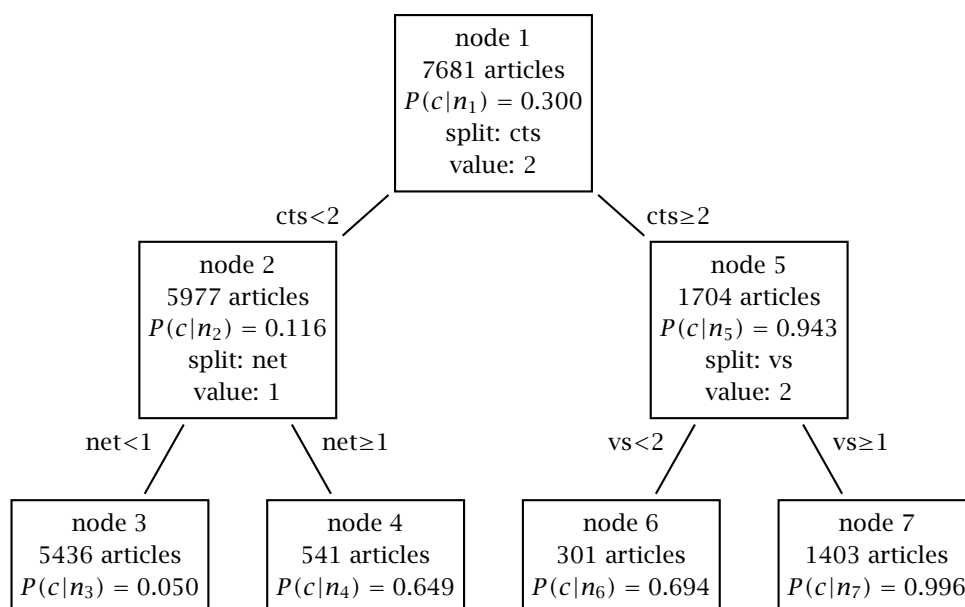 node 1
7681 articles
P(c|n₁) = 0.300
split: cts
value: 2
cts<2
cts≥2
node 2
5977 articles
P(c|n₂) = 0.116
split: net
value: 1
node 5
1704 articles
P(c|n₅) = 0.943
split: vs
value: 2
net<1
net≥1
vs<2
vs≥1
node 3
5436 articles
P(c|n₃) = 0.050
node 4
541 articles
P(c|n₄) = 0.649
node 6
301 articles
P(c|n₆) = 0.694
node 7
1403 articles
P(c|n₇) = 0.996